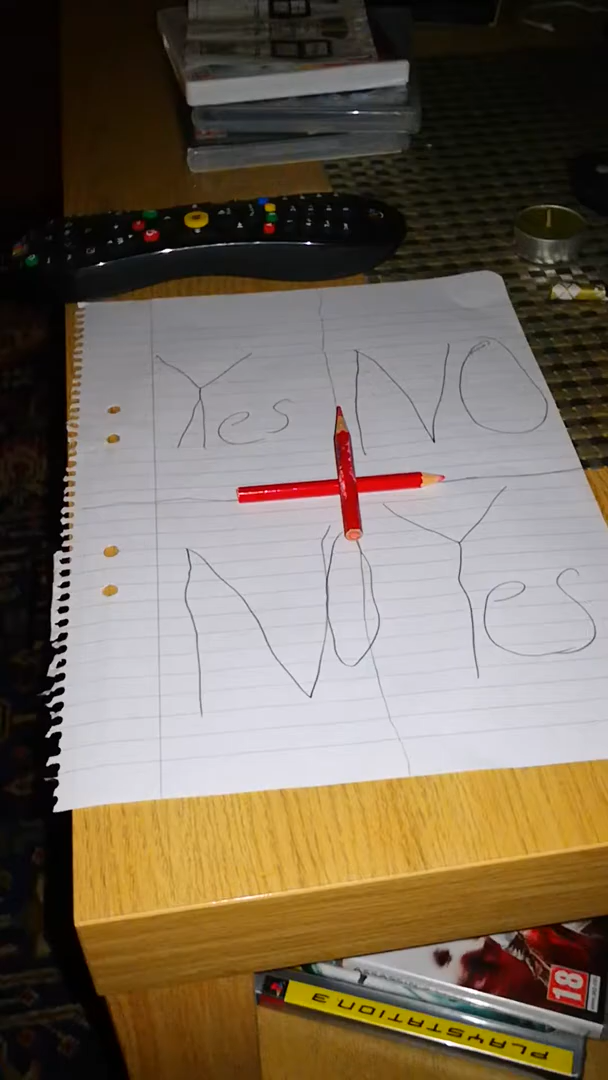 Yes NO
NO Yes
18
PLAYSTATION 3